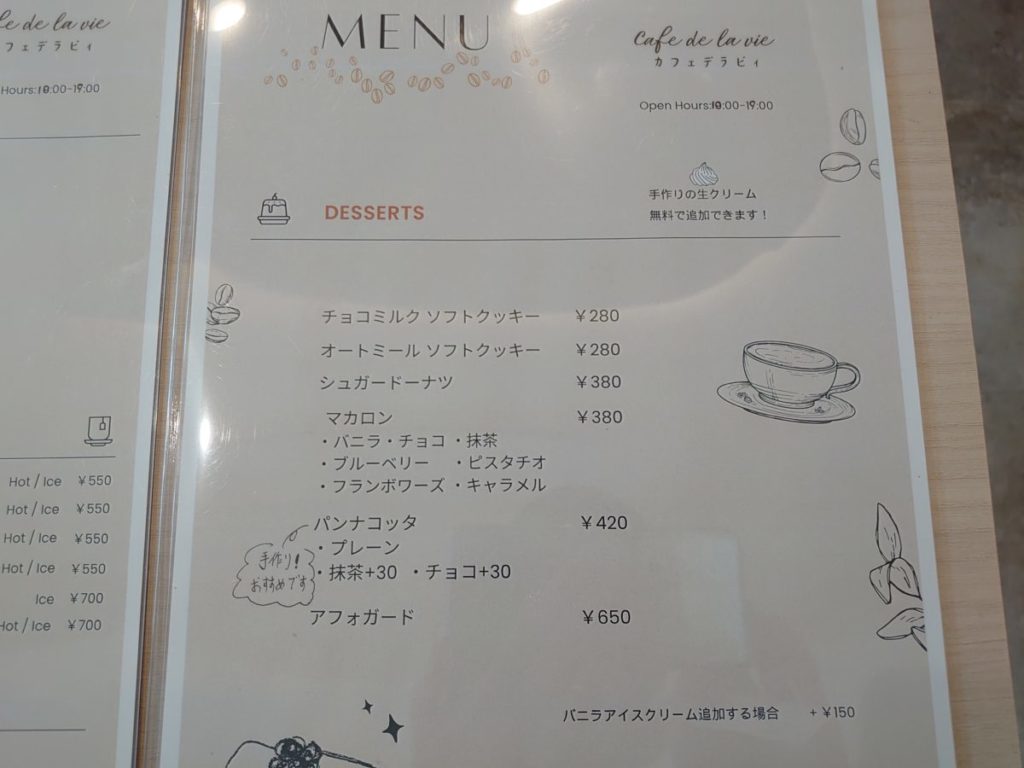 fe de la vie
フェデラビィ
Hours:
:00-19:00
Hot / Ice ¥550
Hot / Ice ¥550
Hot / Ice ¥550
Hot / Ice ¥550
Ice ¥700
Hot / Ice ¥700
MENU
Cafe de la vie
カフェデラビィ
Open Hours:
:00-19:00
手作りの生クリーム
無料で追加できます！
DESSERTS
チョコミルク ソフトクッキー ¥280
オートミール ソフトクッキー ¥280
シュガードーナツ ¥380
マカロン ¥380
・バニラ・チョコ ・抹茶
・ブルーベリー ・ピスタチオ
・フランボワーズ ・キャラメル
パンナコッタ ¥420
・プレーン
・抹茶+30 ・チョコ+30
手作り！
おすすめです
アフォガード ¥650
バニラアイスクリーム追加する場合 + ¥150